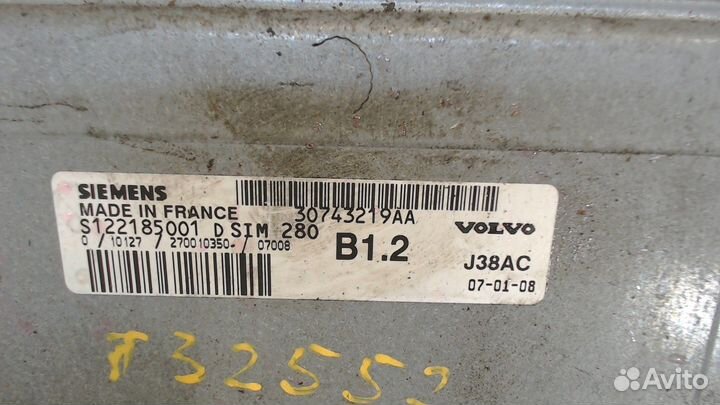 SIEMENS
MADE IN FRANCE 30743219AA
S122185001 D SIM 280
0 / 10127 / 270010350- / 07008
B1.2
VOLVO
J38AC
07-01-08
T32552
Avito